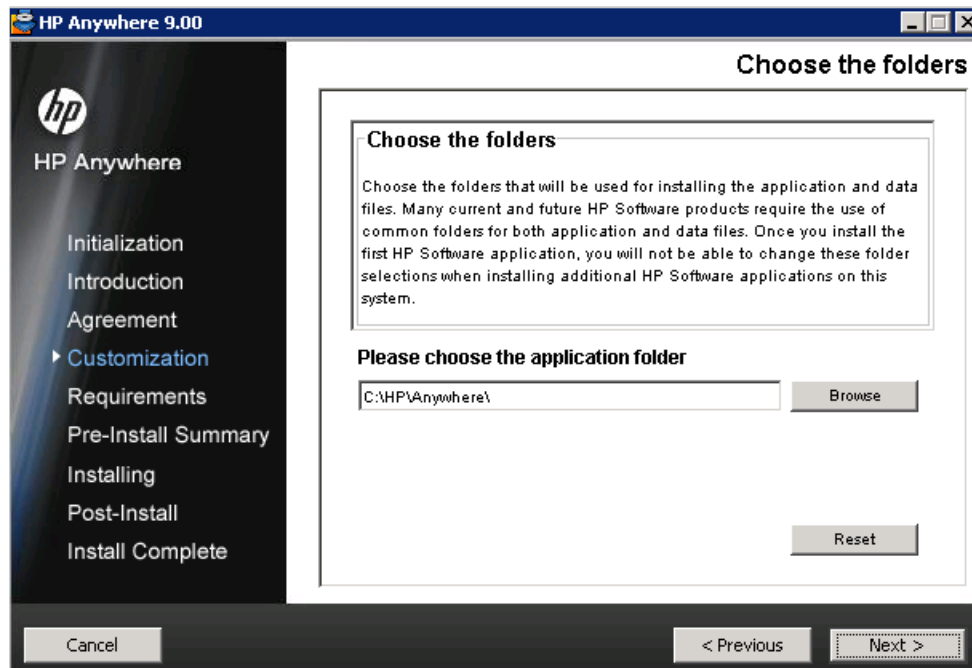 HP Anywhere 9.00
Choose the folders
hp
HP Anywhere
Initialization
Introduction
Agreement
Customization
Requirements
Pre-Install Summary
Installing
Post-Install
Install Complete
Choose the folders
Choose the folders that will be used for installing the application and data
files. Many current and future HP Software products require the use of
common folders for both application and data files. Once you install the
first HP Software application, you will not be able to change these folder
selections when installing additional HP Software applications on this
system.
Please choose the application folder
C:\HP\Anywhere\
Browse
Reset
Cancel
< Previous
Next >